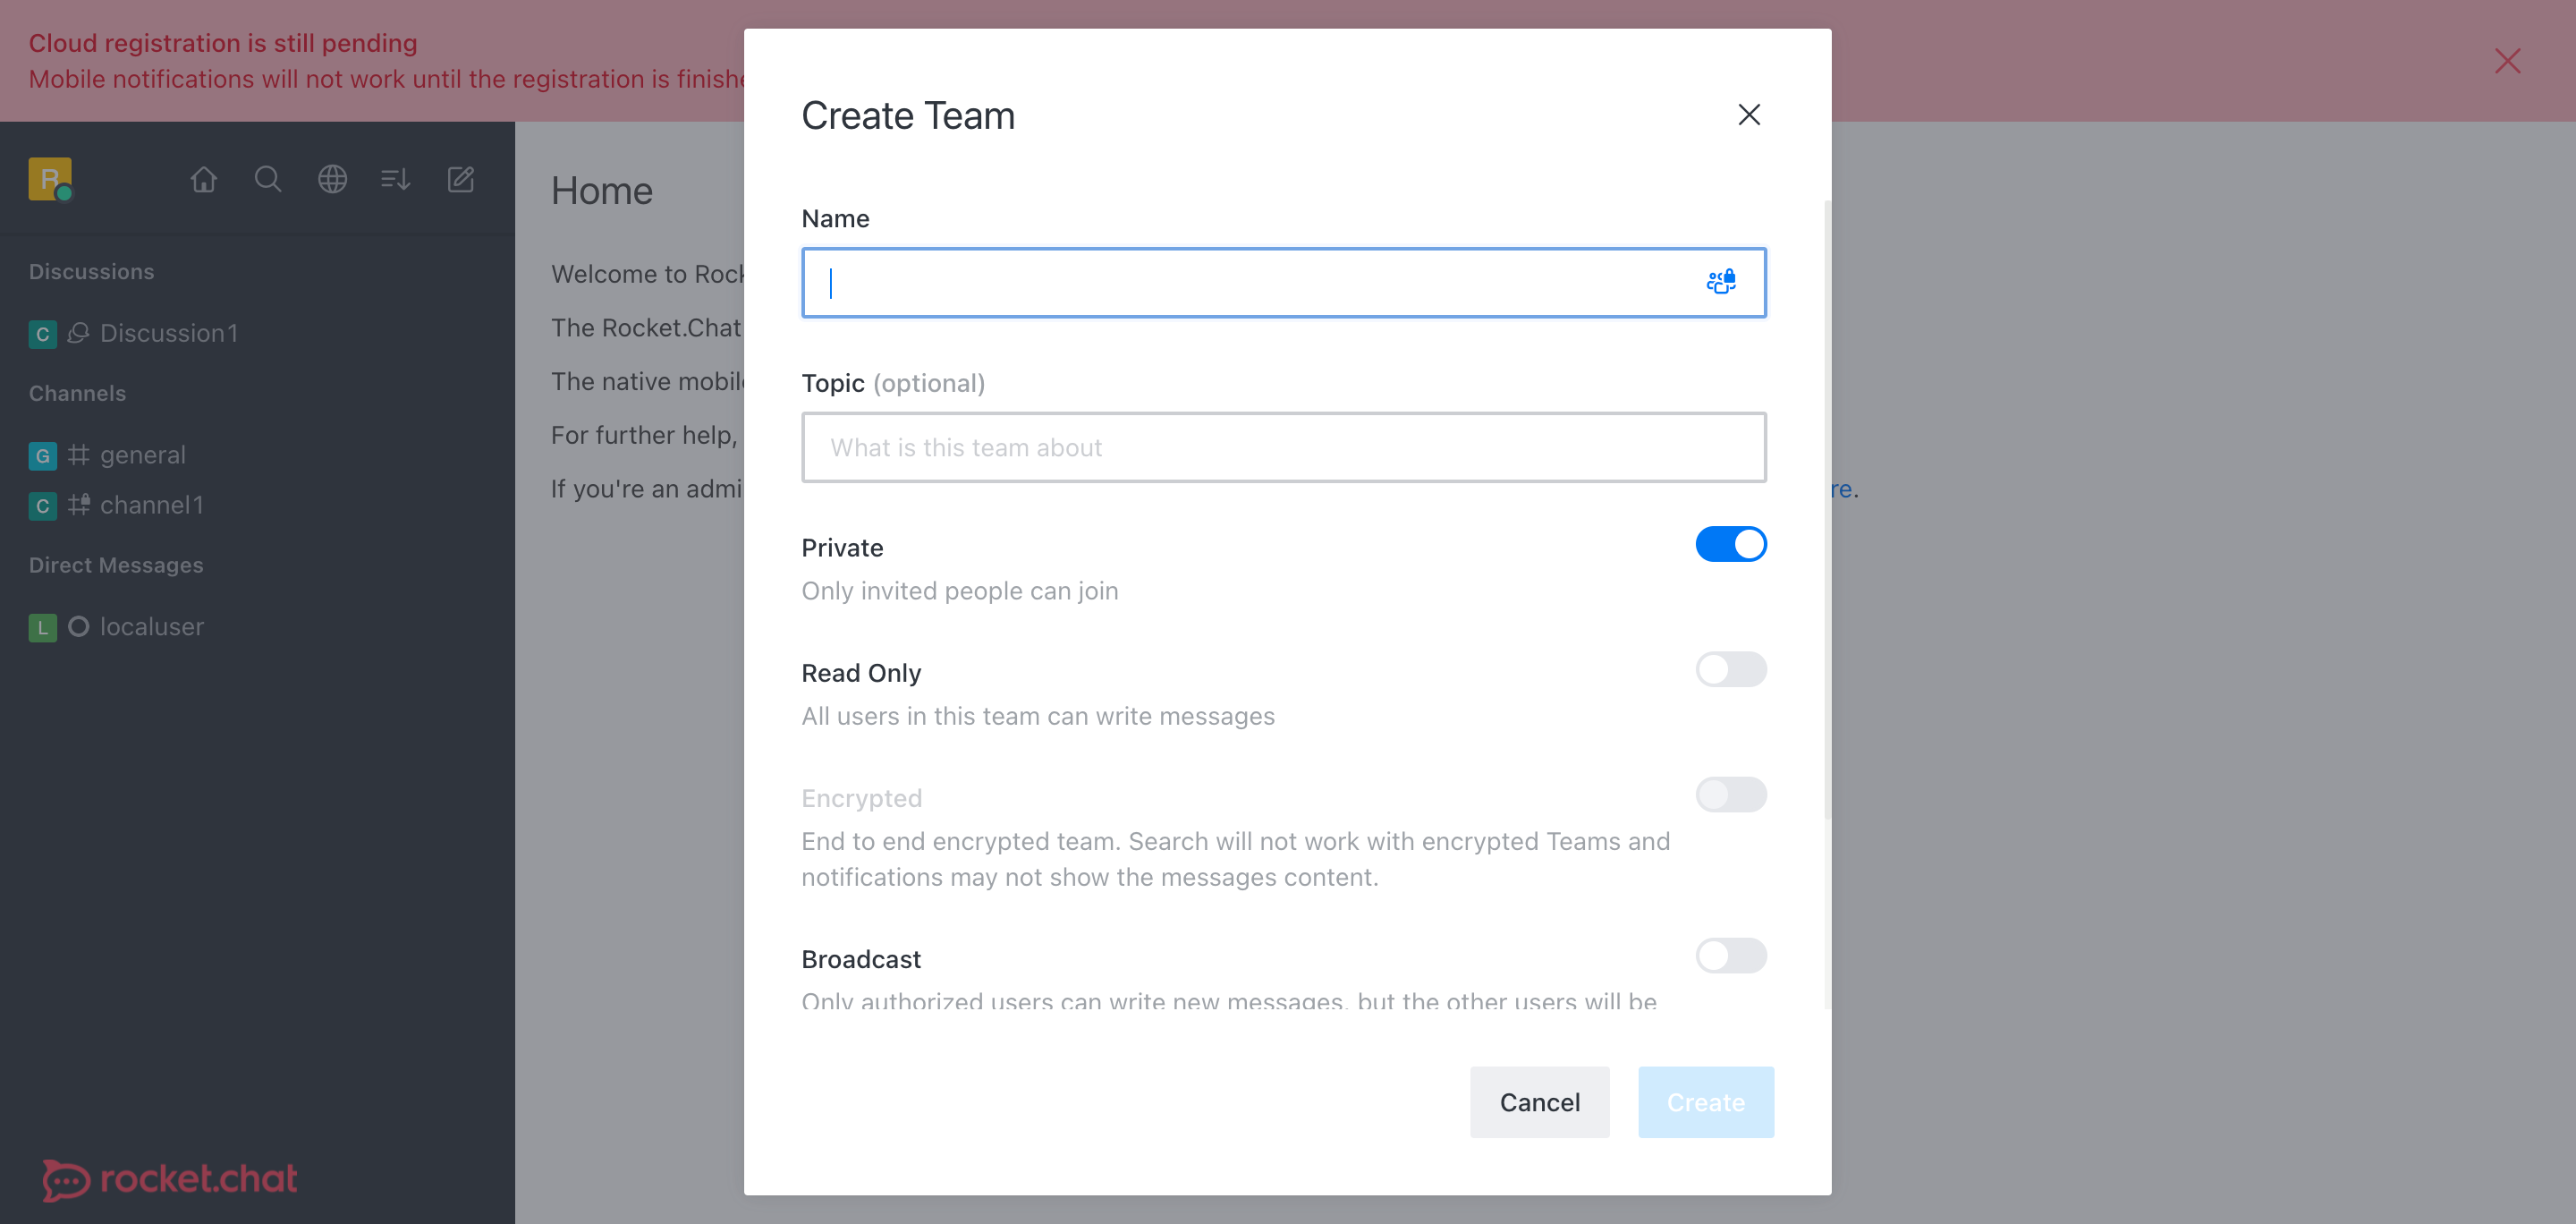 Cloud registration is still pending
Mobile notifications will not work until the registration is
R
Discussions
C Discussion1
Channels
G general
C channel1
Direct Messages
L localuser
rocket.chat
Home
Welcome to
The Rocket.Chat
The native
For further help,
If you're an
re.
Create Team
Name
Topic (optional)
What is this team about
Private
Only invited people can join
Read Only
All users in this team can write messages
Encrypted
End to end encrypted team. Search will not work with encrypted Teams and
notifications may not show the messages content.
Broadcast
Only authorized users can write new messages, but the other users will be
Cancel
Create